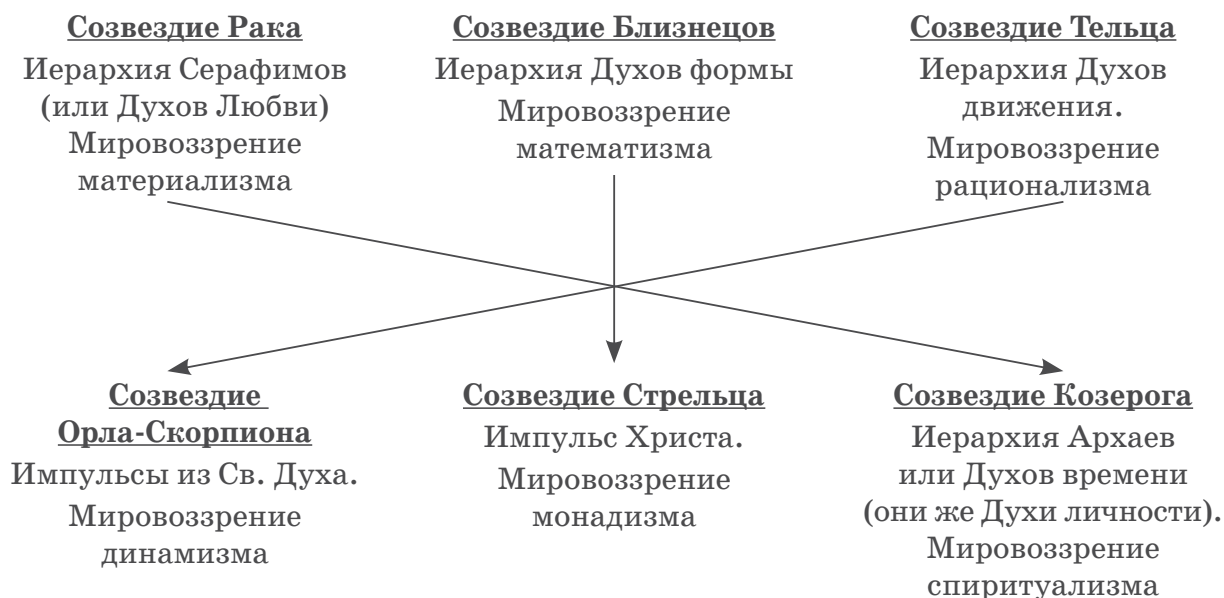 Созвездие Рака
Иерархия Серафимов
(или Духов Любви)
Мировоззрение
материализма
Созвездие Близнецов
Иерархия Духов формы
Мировоззрение
математизма
Созвездие Тельца
Иерархия Духов
движения.
Мировоззрение
рационализма
Созвездие
Орла-Скорпиона
Импульсы из Св. Духа.
Мировоззрение
динамизма
Созвездие Стрельца
Импульс Христа.
Мировоззрение
монадизма
Созвездие Козерога
Иерархия Архаев
или Духов времени
(они же Духи личности).
Мировоззрение
спиритуализма